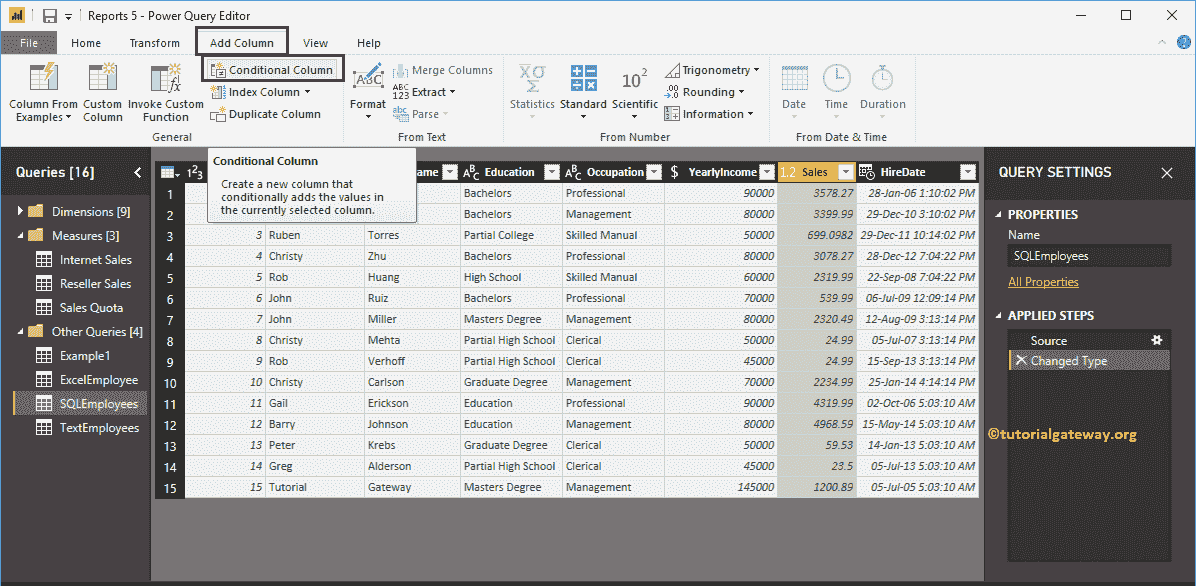 Reports 5 - Power Query Editor
File Home Transform Add Column View Help
Column From Examples
Custom Column
Invoke Custom Function
Conditional Column
Index Column
Duplicate Column
General
ABC
Format
Merge Columns
ABC 123 Extract
abc Parse
From Text
XO Σ
Statistics
Standard
10²
Scientific
Trigonometry
.00 →.0 Rounding
Information
From Number
Date
Time
Duration
From Date & Time
Queries [16]
Dimensions [9]
Measures [3]
Internet Sales
Reseller Sales
Sales Quota
Other Queries [4]
Example1
ExcelEmployee
SQLEmployees
TextEmployees
Conditional Column
Create a new column that
conditionally adds the values in
the currently selected column.
1²3 ame ABC Education ABC Occupation $ YearlyIncome 1.2 Sales HireDate
1 Bachelors Professional 90000 3578.27 28-Jan-06 1:10:02 PM
2 Bachelors Management 80000 3399.99 29-Dec-10 3:10:02 PM
3 3 Ruben Torres Partial College Skilled Manual 50000 699.0982 29-Dec-11 10:14:02 PM
4 4 Christy Zhu Bachelors Professional 80000 3078.27 28-Dec-12 7:04:22 PM
5 5 Rob Huang High School Skilled Manual 60000 2319.99 22-Sep-08 7:04:22 PM
6 6 John Ruiz Bachelors Professional 70000 539.99 06-Jul-09 12:09:14 PM
7 7 John Miller Masters Degree Management 80000 2320.49 12-Aug-09 3:13:14 PM
8 8 Christy Mehta Partial High School Clerical 50000 24.99 05-Jul-07 3:13:14 PM
9 9 Rob Verhoff Partial High School Clerical 45000 24.99 15-Sep-13 3:13:14 PM
10 10 Christy Carlson Graduate Degree Management 70000 2234.99 25-Jan-14 4:14:14 PM
11 11 Gail Erickson Education Professional 90000 4319.99 02-Oct-06 5:03:10 AM
12 12 Barry Johnson Education Management 80000 4968.59 15-May-14 5:03:10 AM
13 13 Peter Krebs Graduate Degree Clerical 50000 59.53 14-Jan-13 5:03:10 AM
14 14 Greg Alderson Partial High School Clerical 45000 23.5 05-Jul-13 5:03:10 AM
15 15 Tutorial Gateway Masters Degree Management 145000 1200.89 05-Jul-05 5:03:10 AM
QUERY SETTINGS
PROPERTIES
Name
SQLEmployees
All Properties
APPLIED STEPS
Source
Changed Type
©tutorialgateway.org